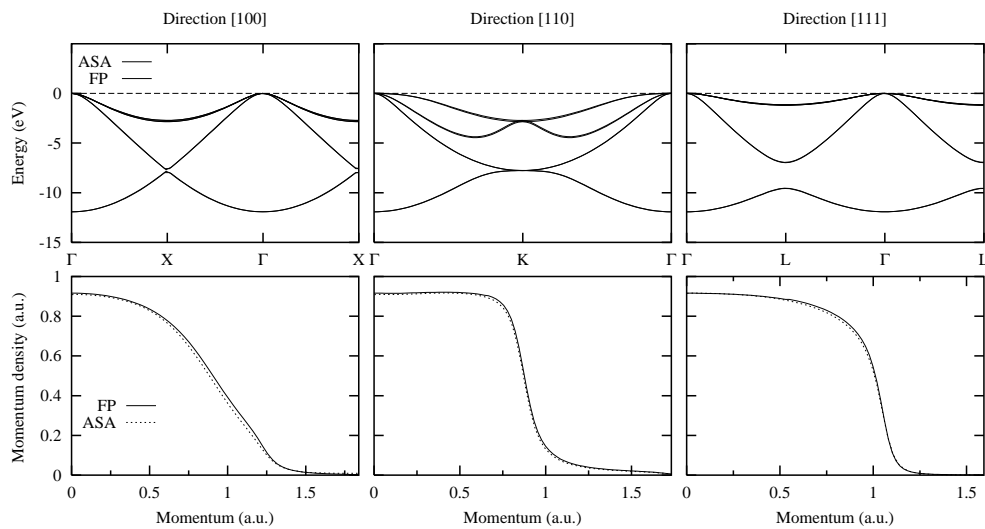 Direction [100] Direction [110] Direction [111]
ASA
FP
Energy (eV)
0
-5
-10
-15
Γ X Γ X Γ K Γ Γ L Γ L
Momentum density (a.u.)
1
0.8
0.6
0.4
0.2
0
FP
ASA
0 0.5 1 1.5 0 0.5 1 1.5 0 0.5 1 1.5
Momentum (a.u.) Momentum (a.u.) Momentum (a.u.)